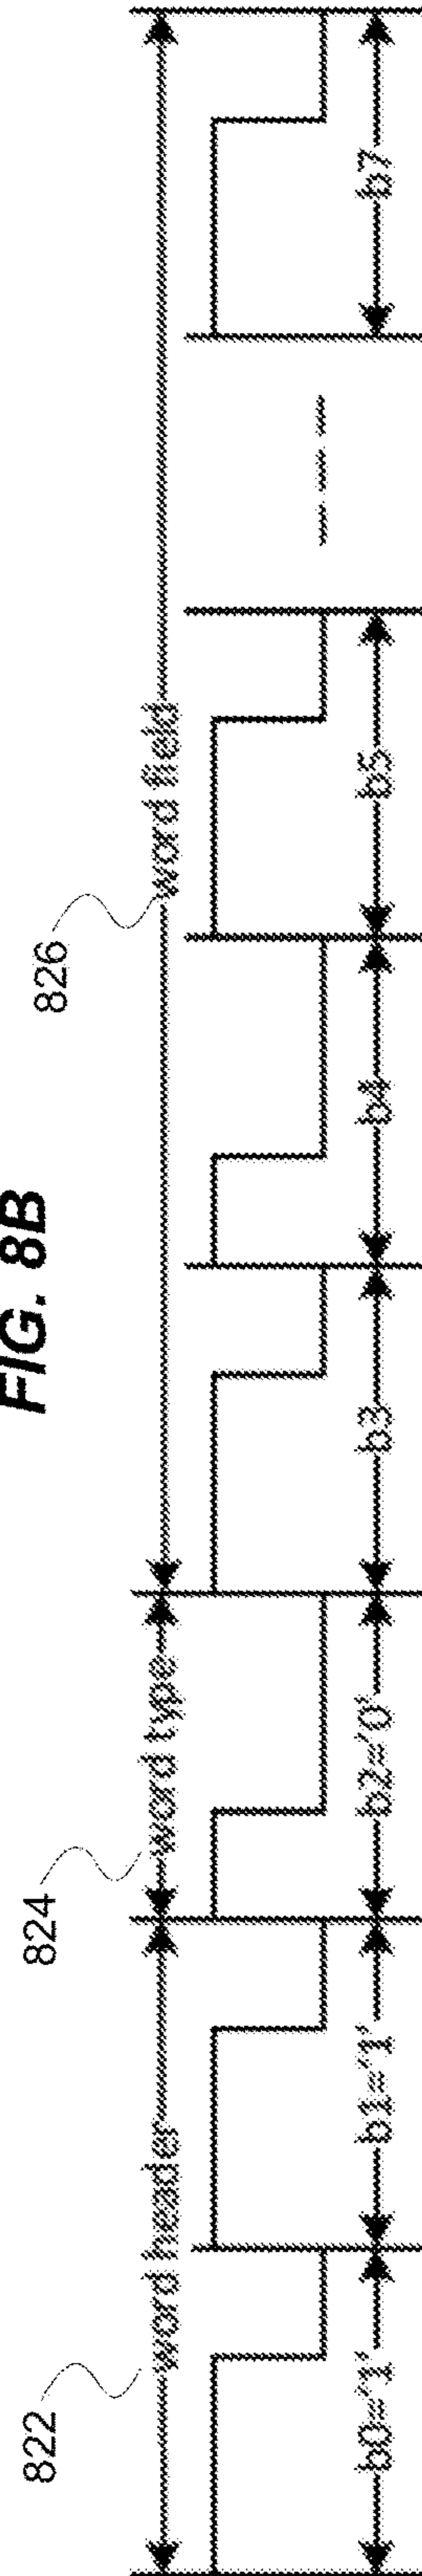 FIG. 8B
822
824
826
word header
word type
word field
b0='1'
b1='1'
b2='0'
b3
b4
b5
b7